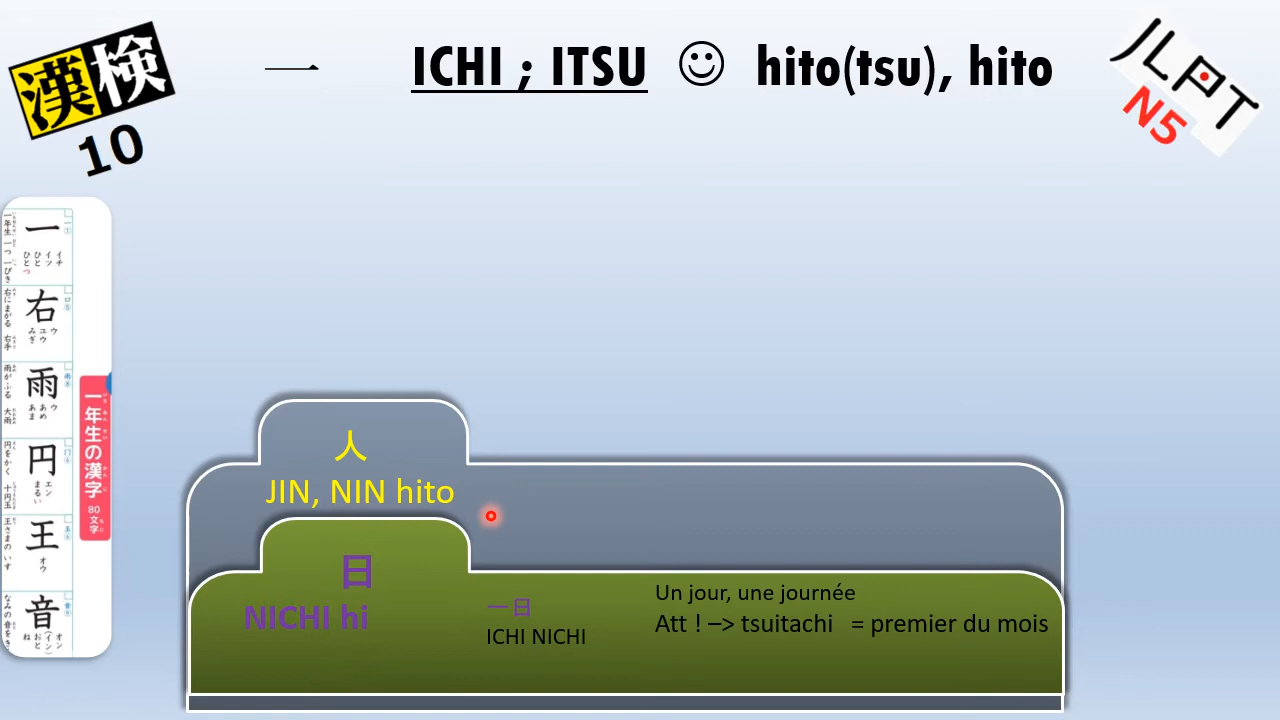 漢検
10
一 ICHI ; ITSU ☺ hito(tsu), hito
JLPT
N5
一
イチ
イツ
ひと
ひとつ
一年生
一つ
一ぴき
右
ウ
ユウ
みぎ
右にまがる
右手
雨
ウ
あめ
あま
雨がふる
大雨
円
エン
まるい
円をかく
十円玉
王
オウ
王さまの いす
音
オン
(イン)
おと
ね
一年生の漢字
80
文字
人
JIN, NIN hito
日
NICHI hi
一日
ICHI NICHI
Un jour, une journée
Att ! –> tsuitachi = premier du mois